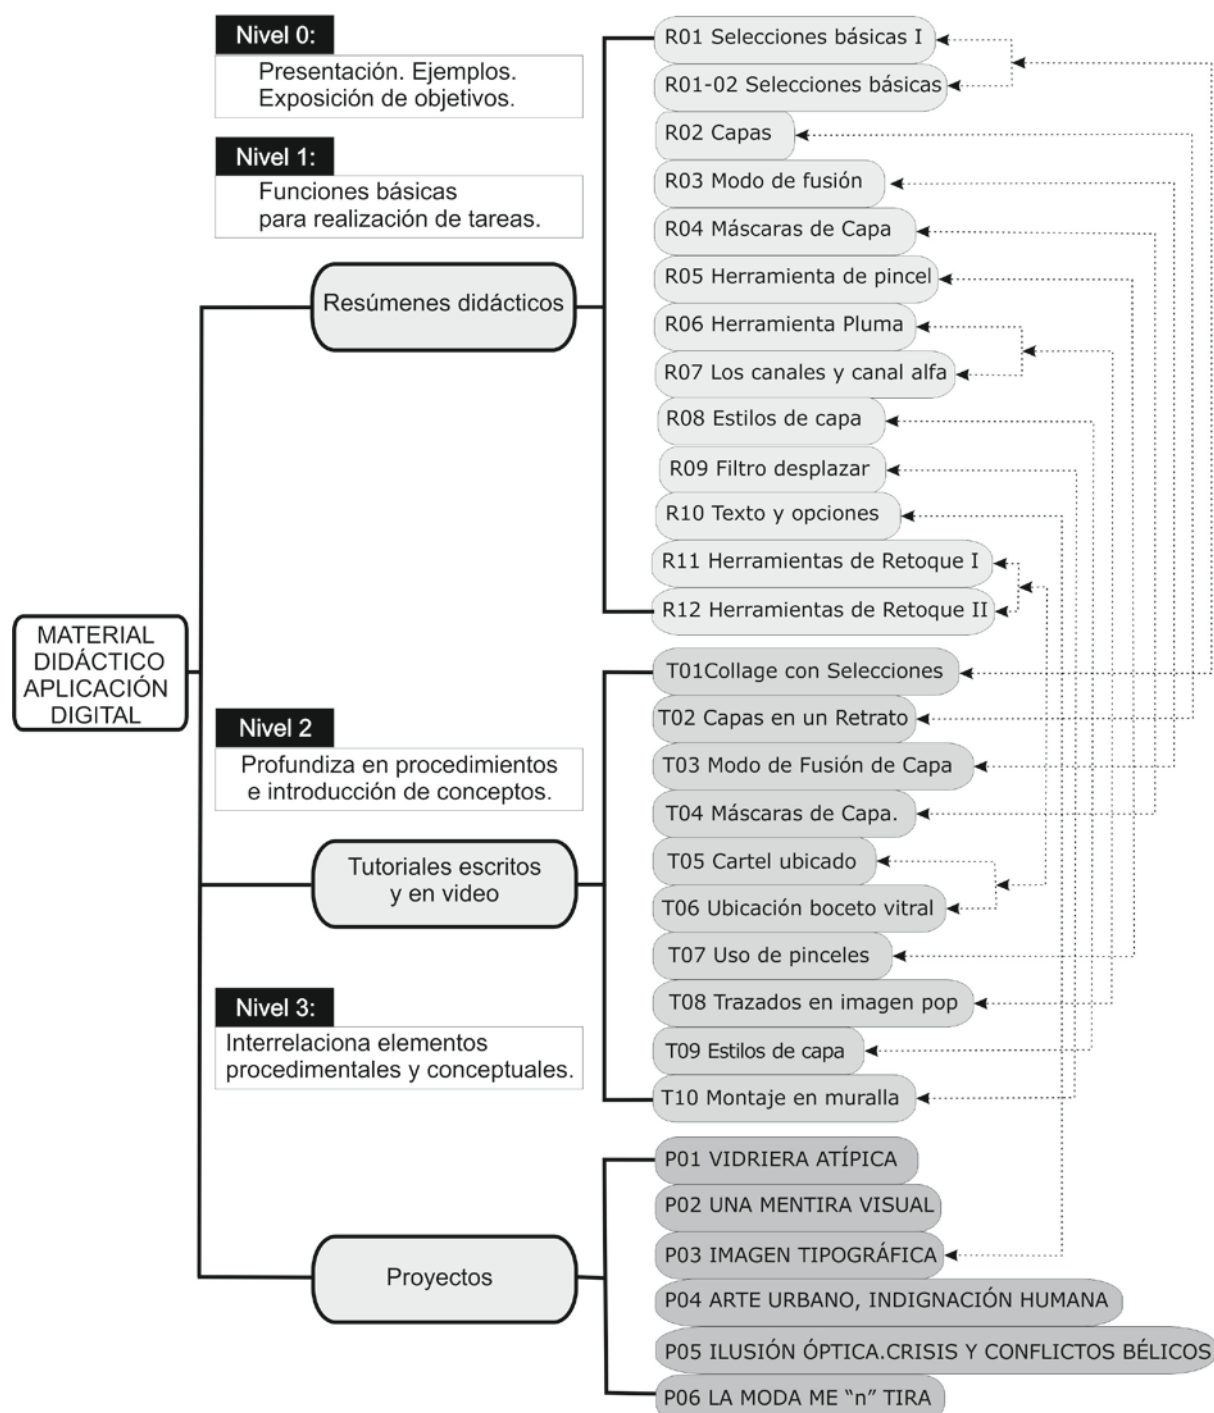 MATERIAL
DIDÁCTICO
APLICACIÓN
DIGITAL
Nivel 0:
Presentación. Ejemplos.
Exposición de objetivos.
Nivel 1:
Funciones básicas
para realización de tareas.
Resúmenes didácticos
R01 Selecciones básicas I
R01-02 Selecciones básicas
R02 Capas
R03 Modo de fusión
R04 Máscaras de Capa
R05 Herramienta de pincel
R06 Herramienta Pluma
R07 Los canales y canal alfa
R08 Estilos de capa
R09 Filtro desplazar
R10 Texto y opciones
R11 Herramientas de Retoque I
R12 Herramientas de Retoque II
Nivel 2
Profundiza en procedimientos
e introducción de conceptos.
Tutoriales escritos
y en video
T01Collage con Selecciones
T02 Capas en un Retrato
T03 Modo de Fusión de Capa
T04 Máscaras de Capa.
T05 Cartel ubicado
T06 Ubicación boceto vitral
T07 Uso de pinceles
T08 Trazados en imagen pop
T09 Estilos de capa
T10 Montaje en muralla
Nivel 3:
Interrelaciona elementos
procedimentales y conceptuales.
Proyectos
P01 VIDRIERA ATÍPICA
P02 UNA MENTIRA VISUAL
P03 IMAGEN TIPOGRÁFICA
P04 ARTE URBANO, INDIGNACIÓN HUMANA
P05 ILUSIÓN ÓPTICA.CRISIS Y CONFLICTOS BÉLICOS
P06 LA MODA ME “n” TIRA